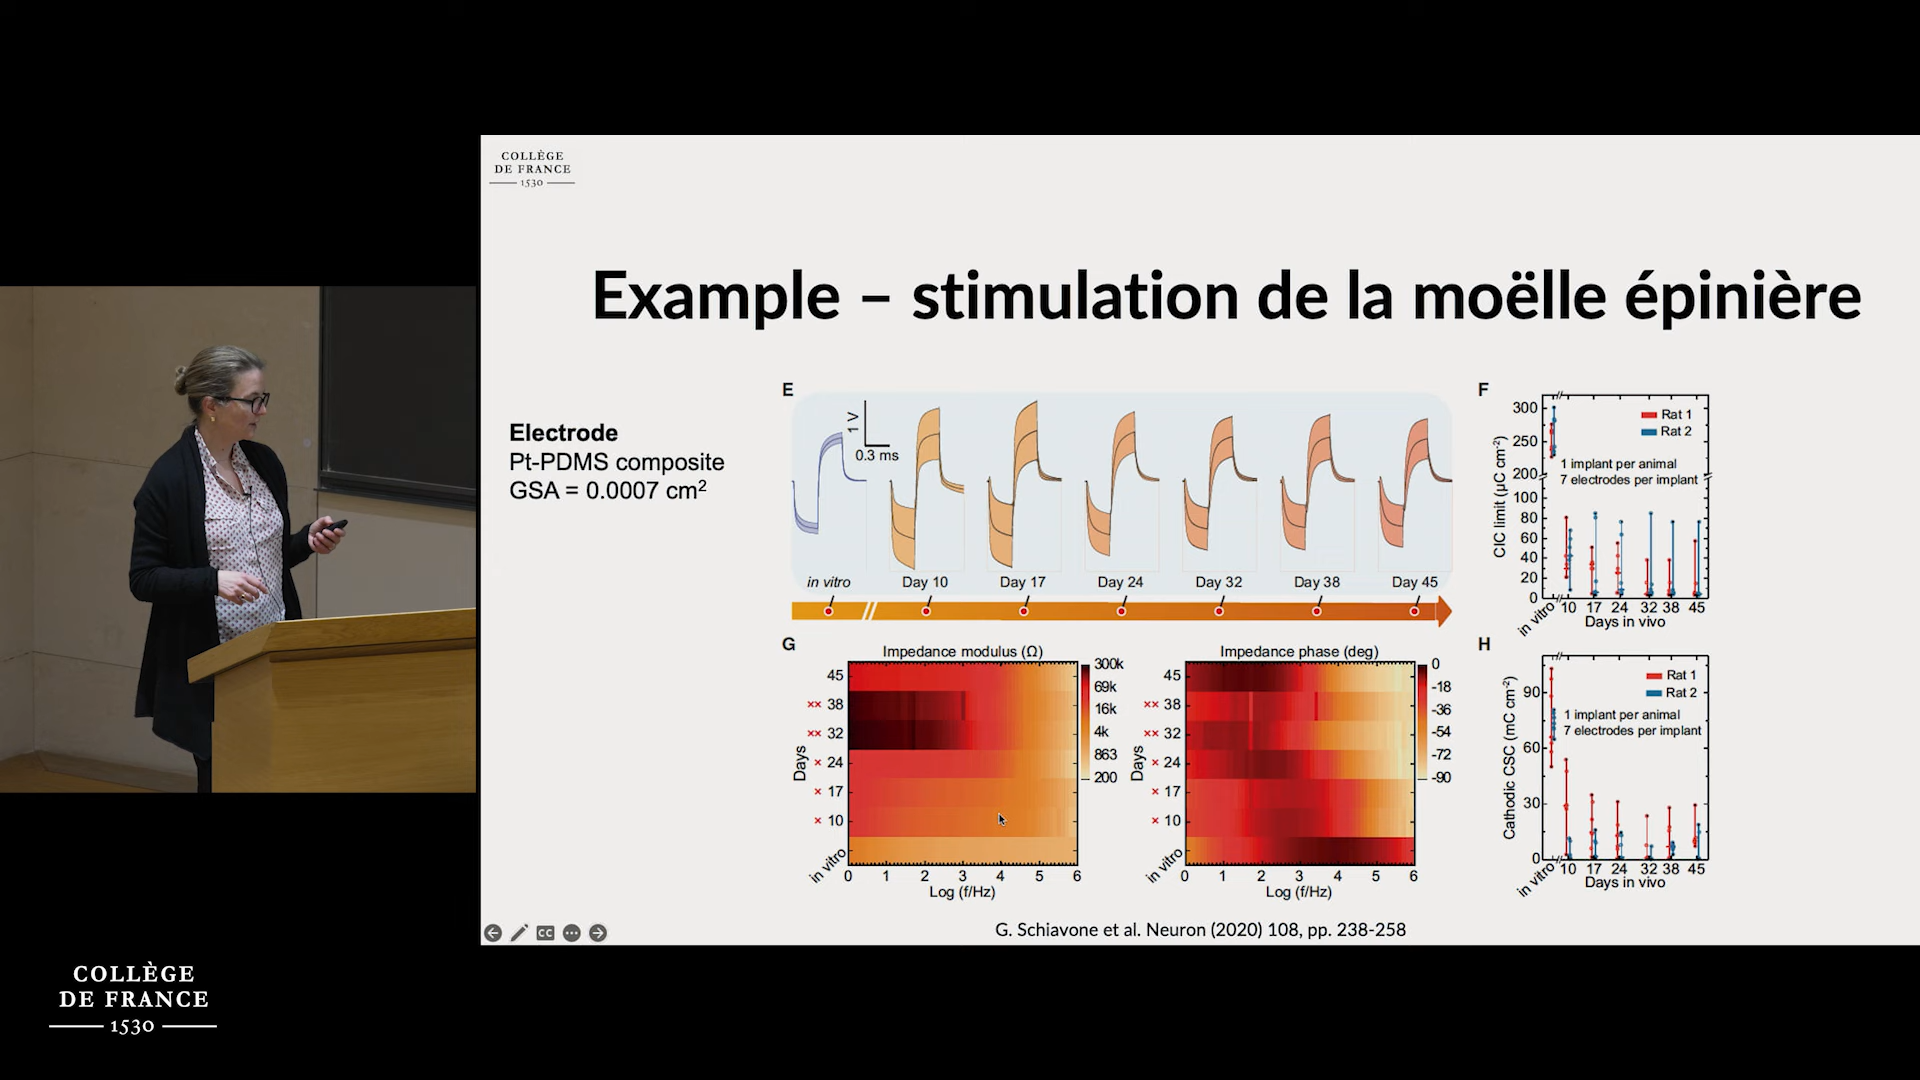 COLLÈGE
DE FRANCE
1530
Example – stimulation de la moëlle épinière
Electrode
Pt-PDMS composite
GSA = 0.0007 cm²
E
1 V
0.3 ms
in vitro
Day 10
Day 17
Day 24
Day 32
Day 38
Day 45
F
CIC limit (µC cm⁻²)
300
250
200
100
80
60
40
20
0
Rat 1
Rat 2
1 implant per animal
7 electrodes per implant
in vitro 10 17 24 32 38 45
Days in vivo
G
Impedance modulus (Ω)
Days
45
×× 38
×× 32
× 24
× 17
× 10
in vitro
0 1 2 3 4 5 6
Log (f/Hz)
300k
69k
16k
4k
863
200
Impedance phase (deg)
Days
45
×× 38
×× 32
× 24
× 17
× 10
in vitro
0 1 2 3 4 5 6
Log (f/Hz)
0
-18
-36
-54
-72
-90
H
Cathodic CSC (mC cm⁻²)
90
60
30
0
Rat 1
Rat 2
1 implant per animal
7 electrodes per implant
in vitro 10 17 24 32 38 45
Days in vivo
G. Schiavone et al. Neuron (2020) 108, pp. 238-258
CC
COLLÈGE
DE FRANCE
1530